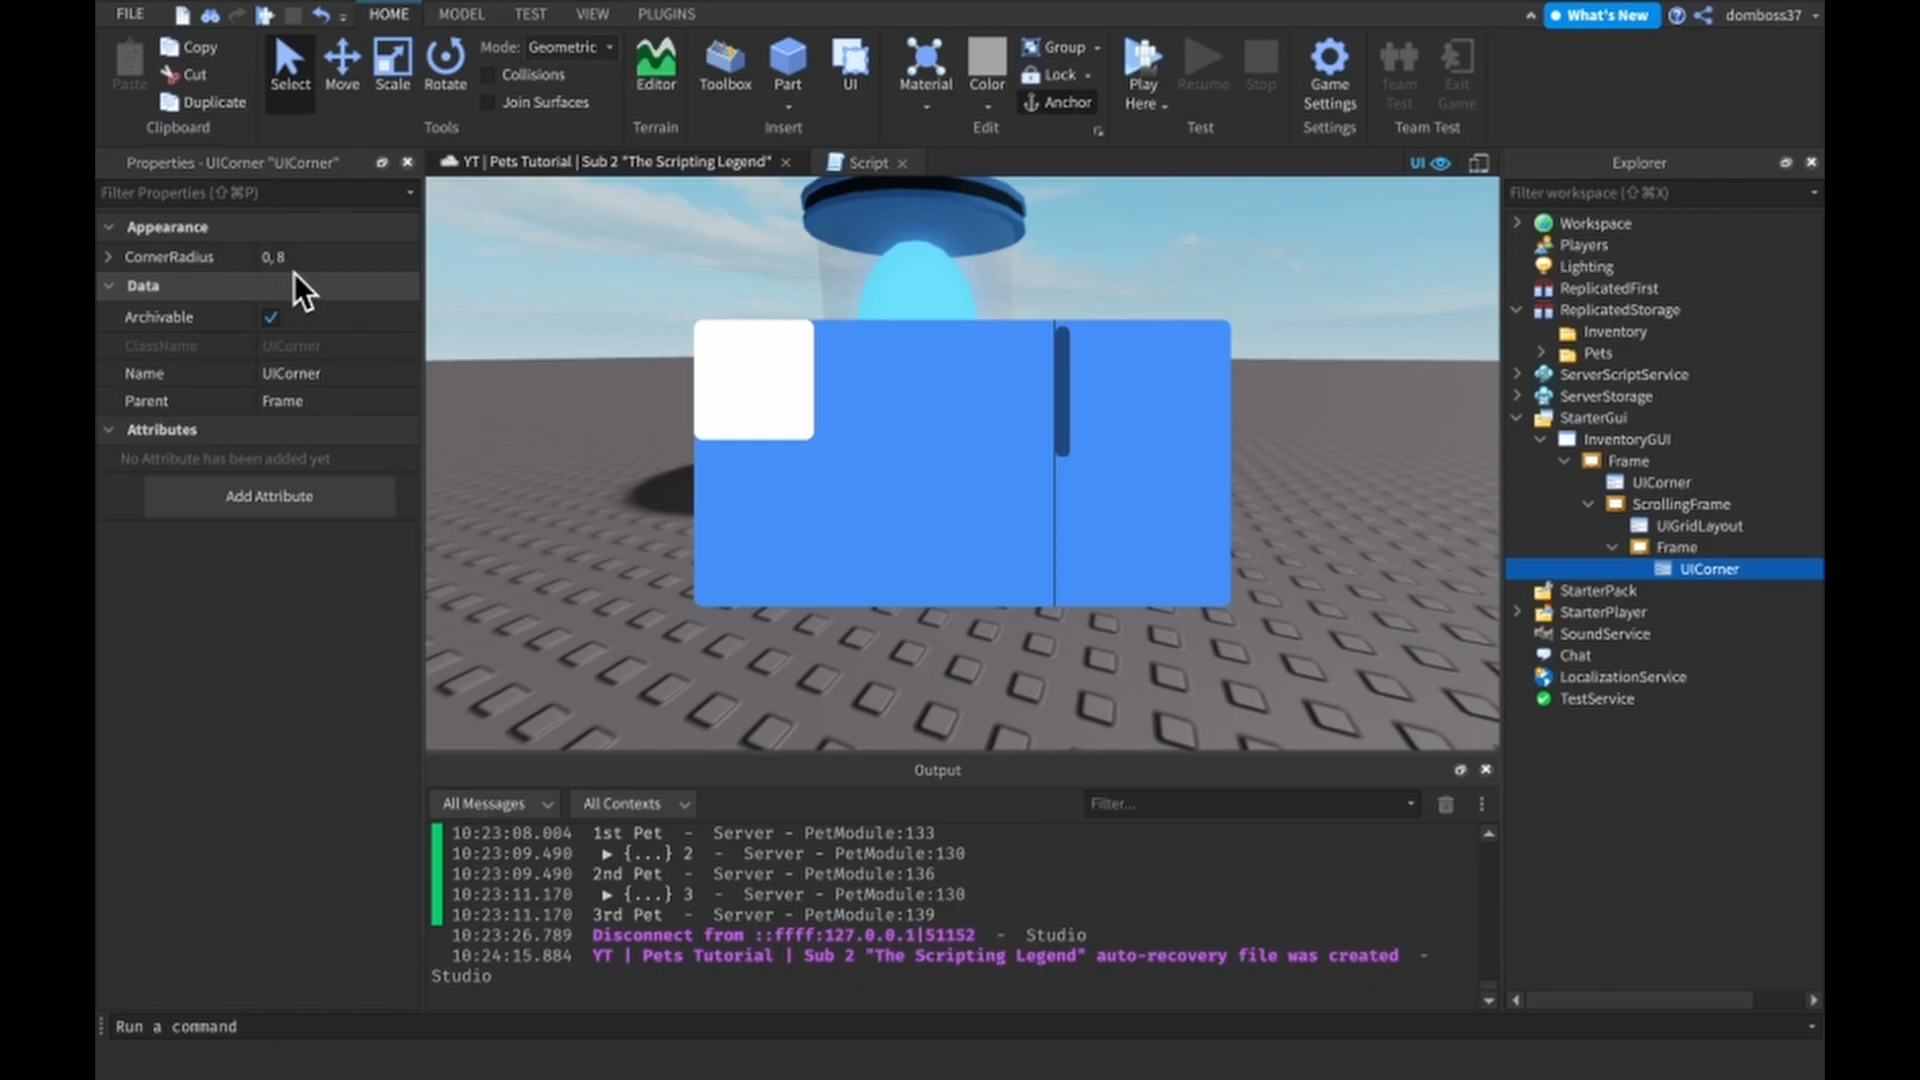 FILE HOME MODEL TEST VIEW PLUGINS What's New domboss37
Paste Copy Cut Duplicate Clipboard
Select Move Scale Rotate Mode: Geometric Collisions Join Surfaces Tools
Editor Terrain
Toolbox Part UI Insert
Material Color Group Lock Anchor Edit
Play Here Resume Stop Test
Game Settings Settings
Team Test Exit Game Team Test
Properties - UICorner "UICorner"
Filter Properties (⇧⌘P)
Appearance
CornerRadius 0, 8
Data
Archivable
ClassName UICorner
Name UICorner
Parent Frame
Attributes
No Attribute has been added yet
Add Attribute
YT | Pets Tutorial | Sub 2 "The Scripting Legend" Script UI
Explorer
Filter workspace (⇧⌘X)
Workspace
Players
Lighting
ReplicatedFirst
ReplicatedStorage
Inventory
Pets
ServerScriptService
ServerStorage
StarterGui
InventoryGUI
Frame
UICorner
ScrollingFrame
UIGridLayout
Frame
UICorner
StarterPack
StarterPlayer
SoundService
Chat
LocalizationService
TestService
Output
All Messages All Contexts Filter...
10:23:08.004 1st Pet - Server - PetModule:133
10:23:09.490 ▶ {...} 2 - Server - PetModule:130
10:23:09.490 2nd Pet - Server - PetModule:136
10:23:11.170 ▶ {...} 3 - Server - PetModule:130
10:23:11.170 3rd Pet - Server - PetModule:139
10:23:26.789 Disconnect from ::ffff:127.0.0.1|51152 - Studio
10:24:15.884 YT | Pets Tutorial | Sub 2 "The Scripting Legend" auto-recovery file was created -
Studio
Run a command